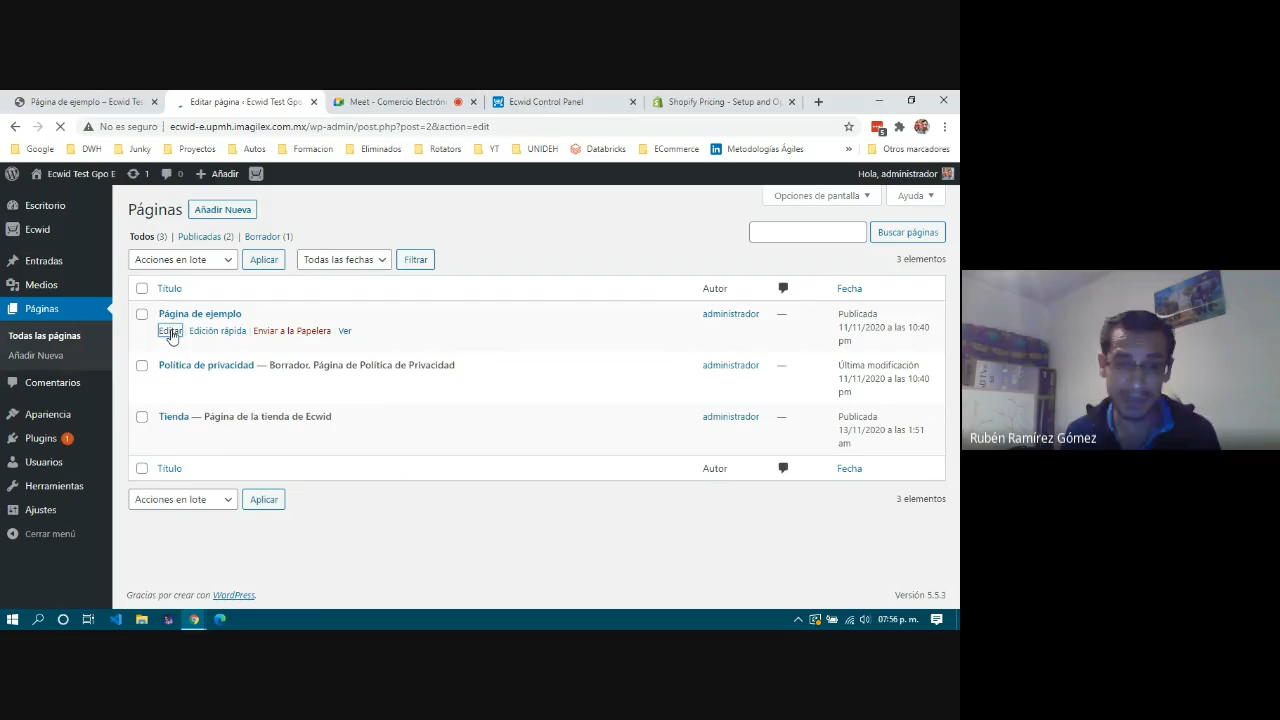 Página de ejemplo – Ecwid Te
Editar página ‹ Ecwid Test Gpo
Meet - Comercio Electróni
Ecwid Control Panel
Shopify Pricing - Setup and O
No es seguro | ecwid-e.upmh.imagilex.com.mx/wp-admin/post.php?post=2&action=edit
Google DWH Junky Proyectos Autos Formacion Eliminados Rotators YT UNIDEH Databricks ECommerce Metodologías Ágiles » Otros marcadores
Ecwid Test Gpo E 1 0 + Añadir Hola, administrador
Escritorio
Ecwid
Entradas
Medios
Páginas
Todas las páginas
Añadir Nueva
Comentarios
Apariencia
Plugins 1
Usuarios
Herramientas
Ajustes
Cerrar menú
Opciones de pantalla ▼ Ayuda ▼
Páginas Añadir Nueva
Todos (3) | Publicadas (2) | Borrador (1)
Buscar páginas
Acciones en lote Aplicar Todas las fechas Filtrar 3 elementos
Título Autor Fecha
Página de ejemplo administrador — Publicada
Editar Edición rápida | Enviar a la Papelera Ver 11/11/2020 a las 10:40
pm
Política de privacidad — Borrador, Página de Política de Privacidad administrador — Última modificación
11/11/2020 a las 10:40
pm
Tienda — Página de la tienda de Ecwid administrador — Publicada
13/11/2020 a las 1:51
am
Título Autor Fecha
Acciones en lote Aplicar 3 elementos
Gracias por crear con WordPress. Versión 5.5.3
07:56 p. m.
Rubén Ramírez Gómez